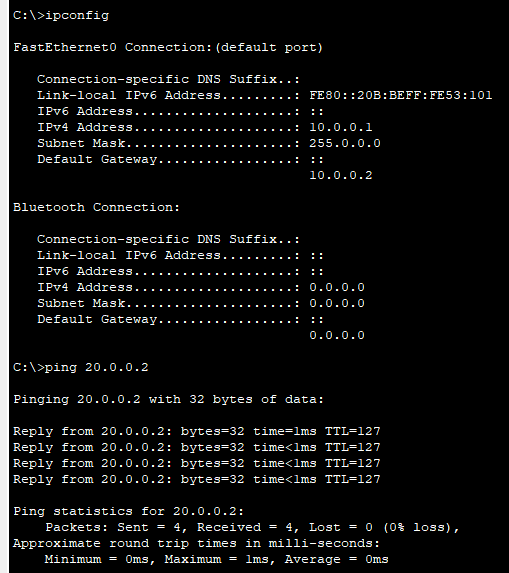 C:\>ipconfig
FastEthernet0 Connection:(default port)
Connection-specific DNS Suffix..:
Link-local IPv6 Address.........: FE80::20B:BEFF:FE53:101
IPv6 Address....................: ::
IPv4 Address....................: 10.0.0.1
Subnet Mask.....................: 255.0.0.0
Default Gateway.................: ::
10.0.0.2
Bluetooth Connection:
Connection-specific DNS Suffix..:
Link-local IPv6 Address.........: ::
IPv6 Address....................: ::
IPv4 Address....................: 0.0.0.0
Subnet Mask.....................: 0.0.0.0
Default Gateway.................: ::
0.0.0.0
C:\>ping 20.0.0.2
Pinging 20.0.0.2 with 32 bytes of data:
Reply from 20.0.0.2: bytes=32 time=1ms TTL=127
Reply from 20.0.0.2: bytes=32 time<1ms TTL=127
Reply from 20.0.0.2: bytes=32 time<1ms TTL=127
Reply from 20.0.0.2: bytes=32 time<1ms TTL=127
Ping statistics for 20.0.0.2:
Packets: Sent = 4, Received = 4, Lost = 0 (0% loss),
Approximate round trip times in milli-seconds:
Minimum = 0ms, Maximum = 1ms, Average = 0ms